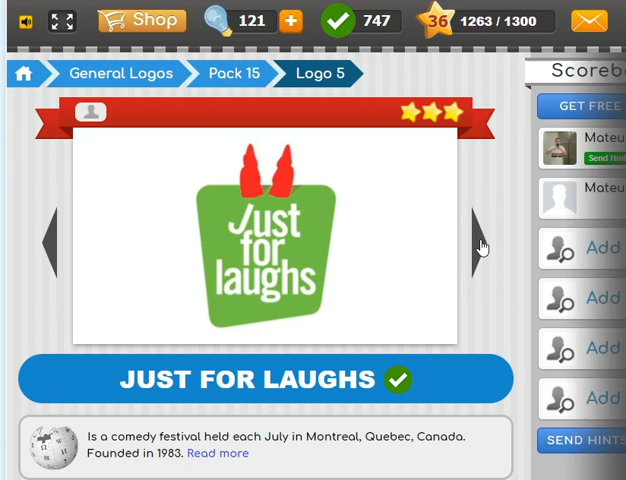 Shop
121
747
36
1263 / 1300
General Logos
Pack 15
Logo 5
Just
for
laughs
JUST FOR LAUGHS
Is a comedy festival held each July in Montreal, Quebec, Canada.
Founded in 1983. Read more
Scoreb
GET FREE
Mateu
Send Hint
Mateu
Add
Add
Add
Add
SEND HINTS